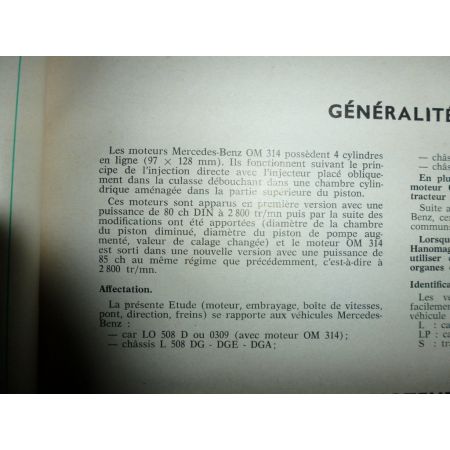 GÉNÉRALITÉ
Les moteurs Mercedes-Benz OM 314 possèdent 4 cylindres
en ligne (97 × 128 mm). Ils fonctionnent suivant le prin-
cipe de l'injection directe avec l'injecteur placé oblique-
ment dans la culasse débouchant dans une chambre cylin-
drique aménagée dans la partie supérieure du piston.
Ces moteurs sont apparus en première version avec une
puissance de 80 ch DIN à 2 800 tr/mn puis par la suite des
modifications ont été apportées (diamètre de la chambre
du piston diminué, diamètre du piston de pompe aug-
menté, valeur de calage changée) et le moteur OM 314
est sorti dans une nouvelle version avec une puissance de
85 ch au même régime que précédemment, c'est-à-dire à
2 800 tr/mn.
Affectation.
La présente Etude (moteur, embrayage, boîte de vitesses,
pont, direction, freins) se rapporte aux véhicules Mercedes-
Benz :
— car LO 508 D ou 0309 (avec moteur OM 314) ;
— châssis L 508 DG - DGE - DGA ;
— châss
— car
En plu
moteur O
tracteur
Suite a
Benz, ce
commun
Lorsqu
Hanomag
utiliser
organes
Identifica
Les vé
facilemen
véhicule
L : ca
LP : ca
S : tra